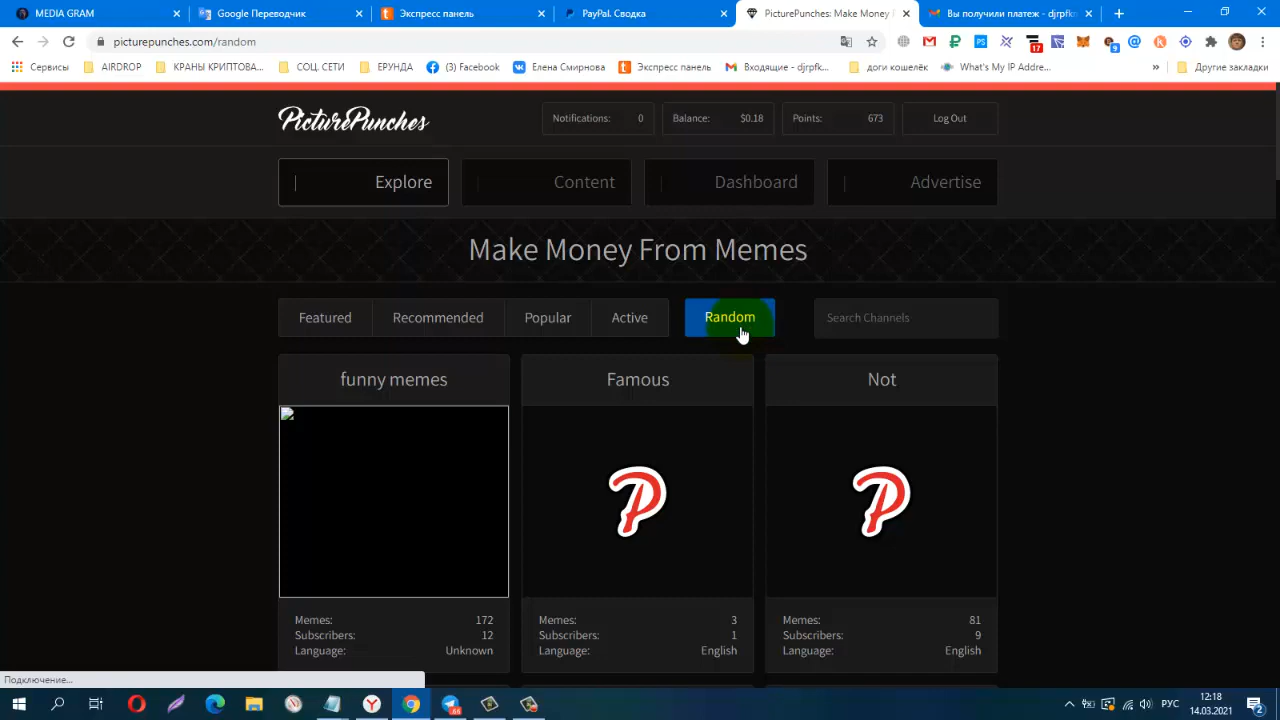 MEDIA GRAM
Google Переводчик
Экспресс панель
PayPal. Сводка
PicturePunches: Make Money
Вы получили платеж - djrpfkn
picturepunches.com/random
17
9
Сервисы
AIRDROP
КРАНЫ КРИПТОВА...
СОЦ. СЕТИ
ЕРУНДА
(3) Facebook
Елена Смирнова
Экспресс панель
Входящие - djrpfk...
доги кошелёк
What's My IP Addre...
»
Другие закладки
PicturePunches
Notifications: 0
Balance: $0.18
Points: 673
Log Out
Explore
Content
Dashboard
Advertise
Make Money From Memes
Featured
Recommended
Popular
Active
Random
Search Channels
funny memes
Famous
Not
P
P
Memes: 172
Subscribers: 12
Language: Unknown
Memes: 3
Subscribers: 1
Language: English
Memes: 81
Subscribers: 9
Language: English
Подключение...
РУС
12:18
14.03.2021
2